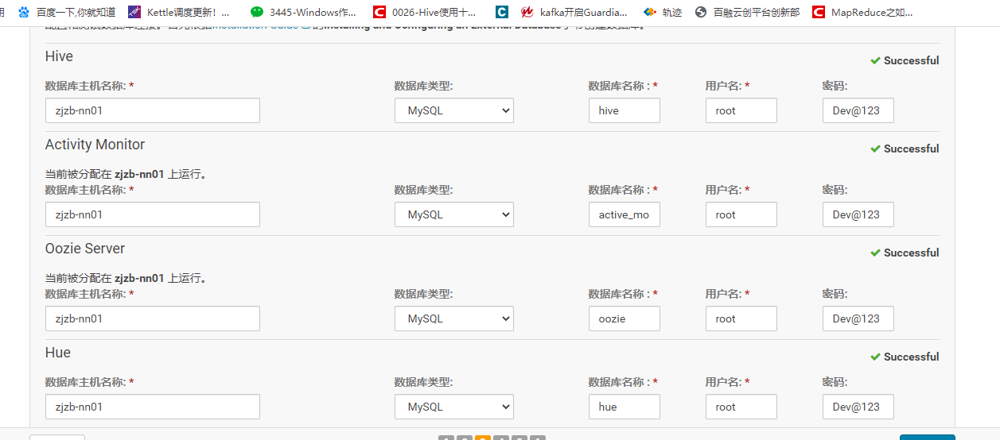 用 百度一下,你就知道 Kettle调度更新！... 3445-Windows作... 0026-Hive使用十... kafka开启Guardia... 轨迹 百融云创平台创新部 MapReduce之如...
Hive
Successful
数据库主机名称: * 数据库类型: 数据库名称 : * 用户名: * 密码:
zjzb-nn01 MySQL hive root Dev@123
Activity Monitor
Successful
当前被分配在 zjzb-nn01 上运行。
数据库主机名称: * 数据库类型: 数据库名称 : * 用户名: * 密码:
zjzb-nn01 MySQL active_mo root Dev@123
Oozie Server
Successful
当前被分配在 zjzb-nn01 上运行。
数据库主机名称: * 数据库类型: 数据库名称 : * 用户名: * 密码:
zjzb-nn01 MySQL oozie root Dev@123
Hue
Successful
数据库主机名称: * 数据库类型: 数据库名称 : * 用户名: * 密码:
zjzb-nn01 MySQL hue root Dev@123